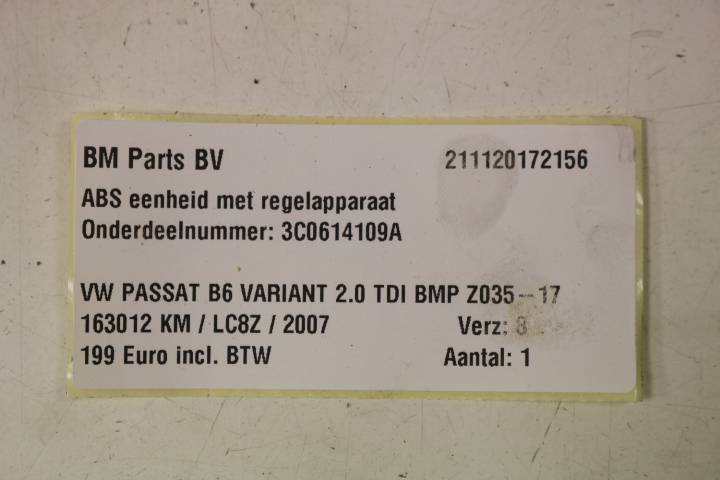 BM Parts BV 211120172156
ABS eenheid met regelapparaat
Onderdeelnummer: 3C0614109A
VW PASSAT B6 VARIANT 2.0 TDI BMP Z035-17
163012 KM / LC8Z / 2007 Verz:
199 Euro incl. BTW Aantal: 1